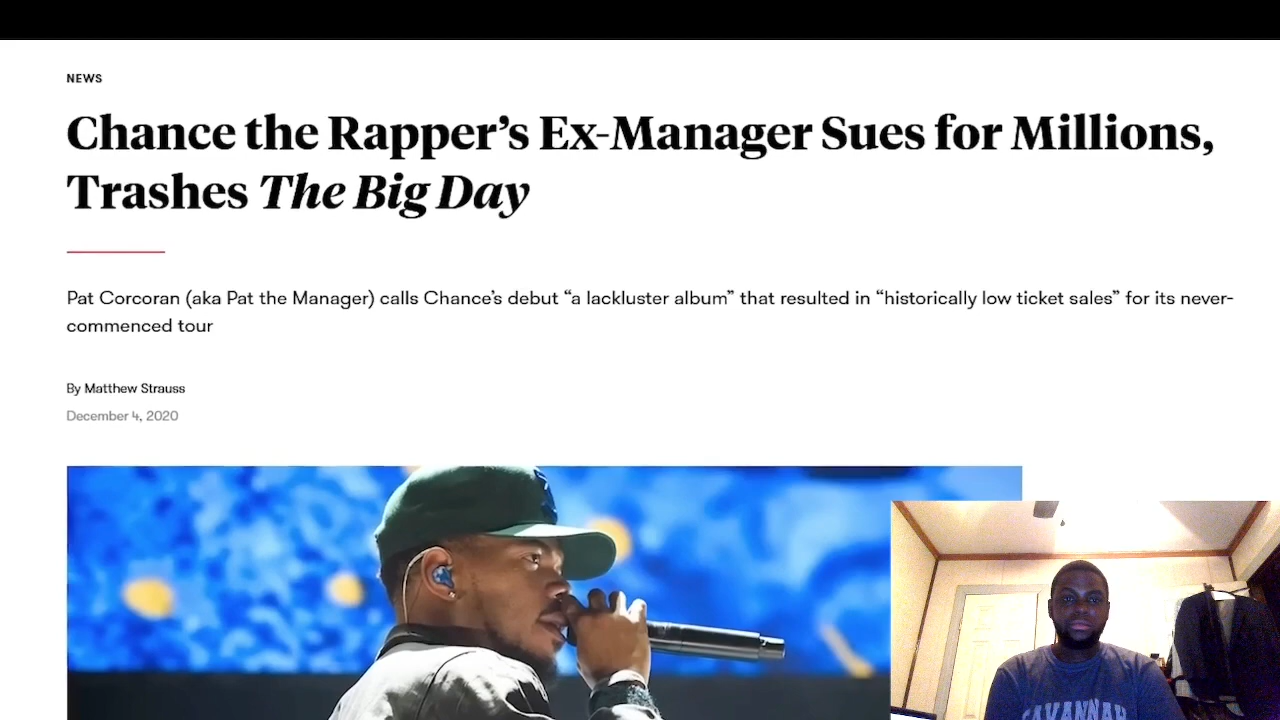 NEWS
Chance the Rapper’s Ex-Manager Sues for Millions,
Trashes The Big Day
Pat Corcoran (aka Pat the Manager) calls Chance’s debut “a lackluster album” that resulted in “historically low ticket sales” for its never-
commenced tour
By Matthew Strauss
December 4, 2020
SAVANNAH